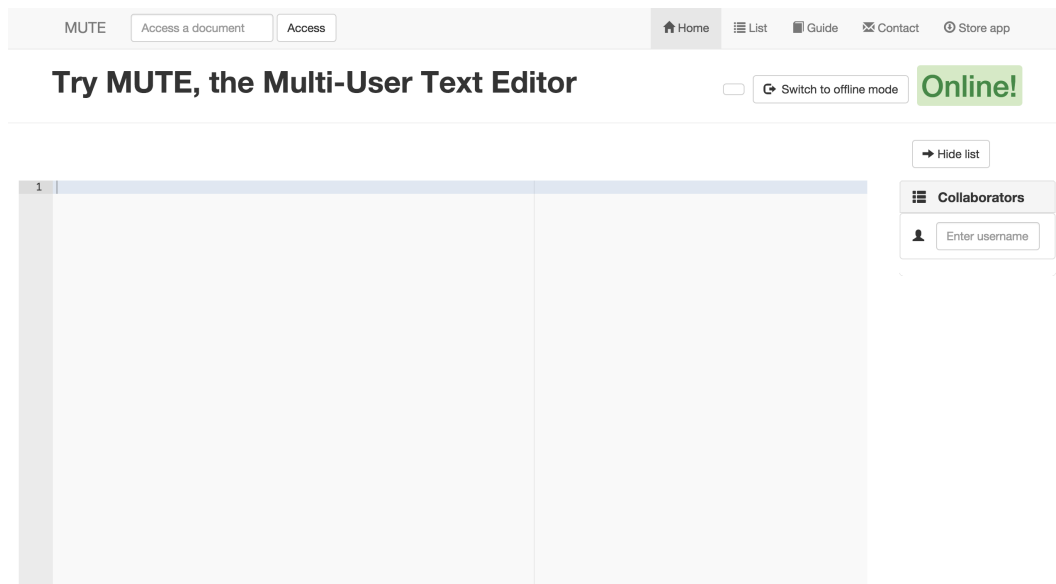 MUTE Access a document Access Home List Guide Contact Store app
Try MUTE, the Multi-User Text Editor Switch to offline mode Online!
Hide list
1
Collaborators
Enter username